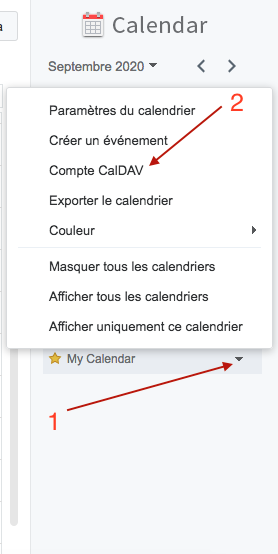 a
Calendar
Septembre 2020
Paramètres du calendrier
Créer un événement
2
Compte CalDAV
Exporter le calendrier
Couleur
Masquer tous les calendriers
Afficher tous les calendriers
Afficher uniquement ce calendrier
My Calendar
1